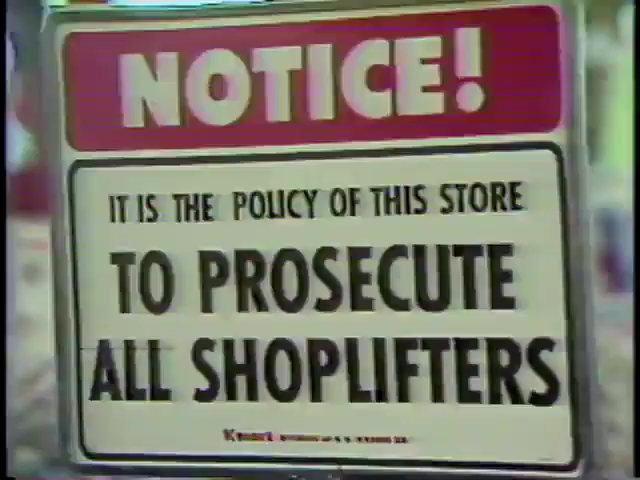 NOTICE!
IT IS THE POLICY OF THIS STORE
TO PROSECUTE
ALL SHOPLIFTERS